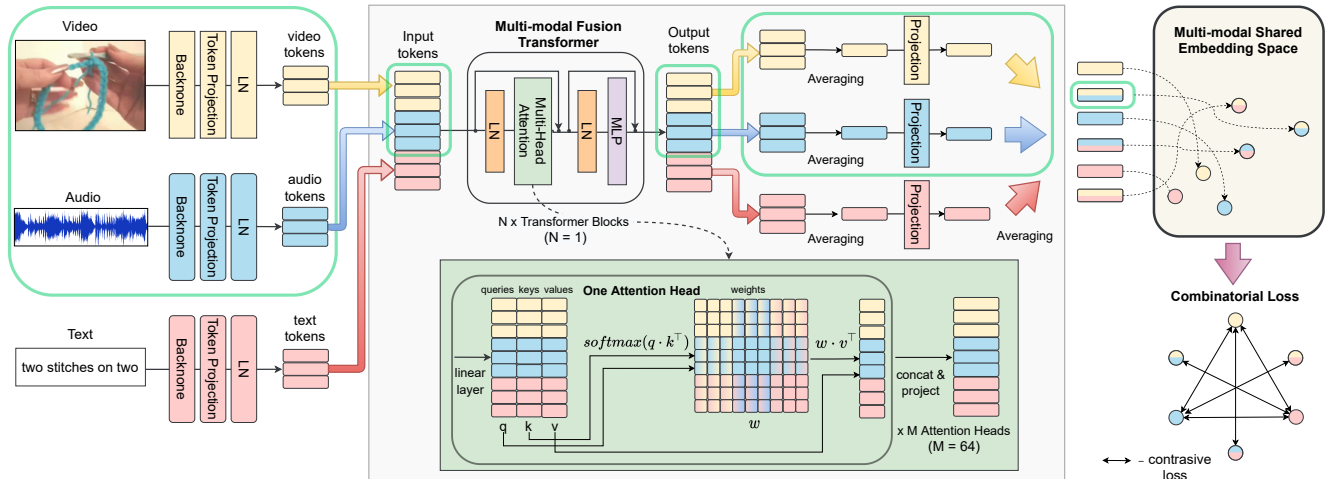 Video
Backnone
Token Projection
LN
video
tokens
Audio
Backnone
Token Projection
LN
audio
tokens
Text
two stitches on two
Backnone
Token Projection
LN
text
tokens
Input
tokens
Multi-modal Fusion
Transformer
LN
Multi-Head
Attention
LN
MLP
N x Transformer Blocks
(N = 1)
Output
tokens
Averaging
Projection
Averaging
Projection
Averaging
Projection
Averaging
queries keys values
One Attention Head
weights
linear
layer
softmax(q · k⊤)
w · v⊤
q k v
w
concat &
project
x M Attention Heads
(M = 64)
Multi-modal Shared
Embedding Space
Combinatorial Loss
– contrasive
loss